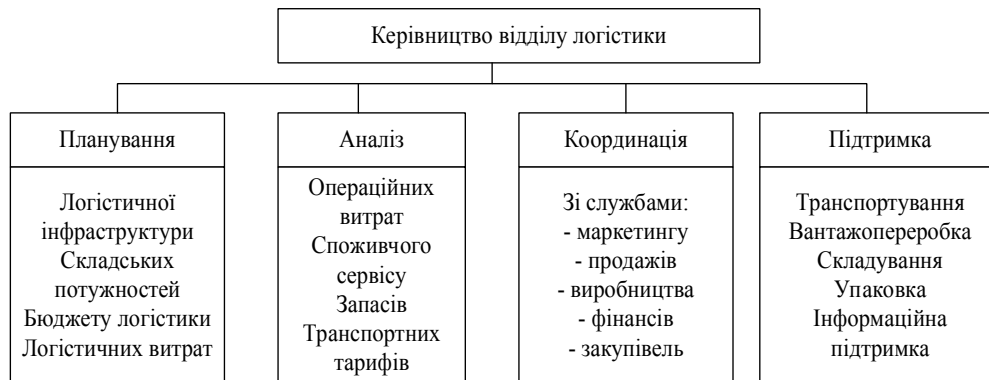 Керівництво відділу логістики
Планування
Логістичної
інфраструктури
Складських
потужностей
Бюджету логістики
Логістичних витрат
Аналіз
Операційних
витрат
Споживчого
сервісу
Запасів
Транспортних
тарифів
Координація
Зі службами:
- маркетингу
- продажів
- виробництва
- фінансів
- закупівель
Підтримка
Транспортування
Вантажопереробка
Складування
Упаковка
Інформаційна
підтримка